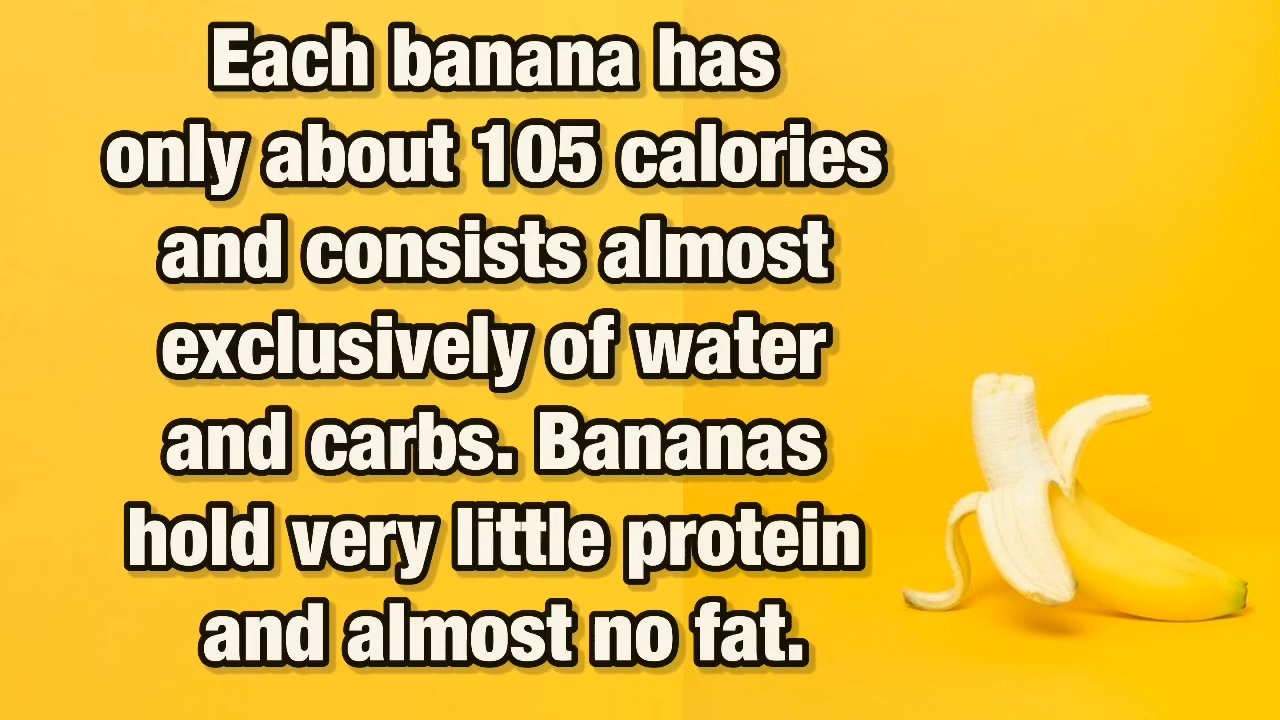 Each banana has
only about 105 calories
and consists almost
exclusively of water
and carbs. Bananas
hold very little protein
and almost no fat.